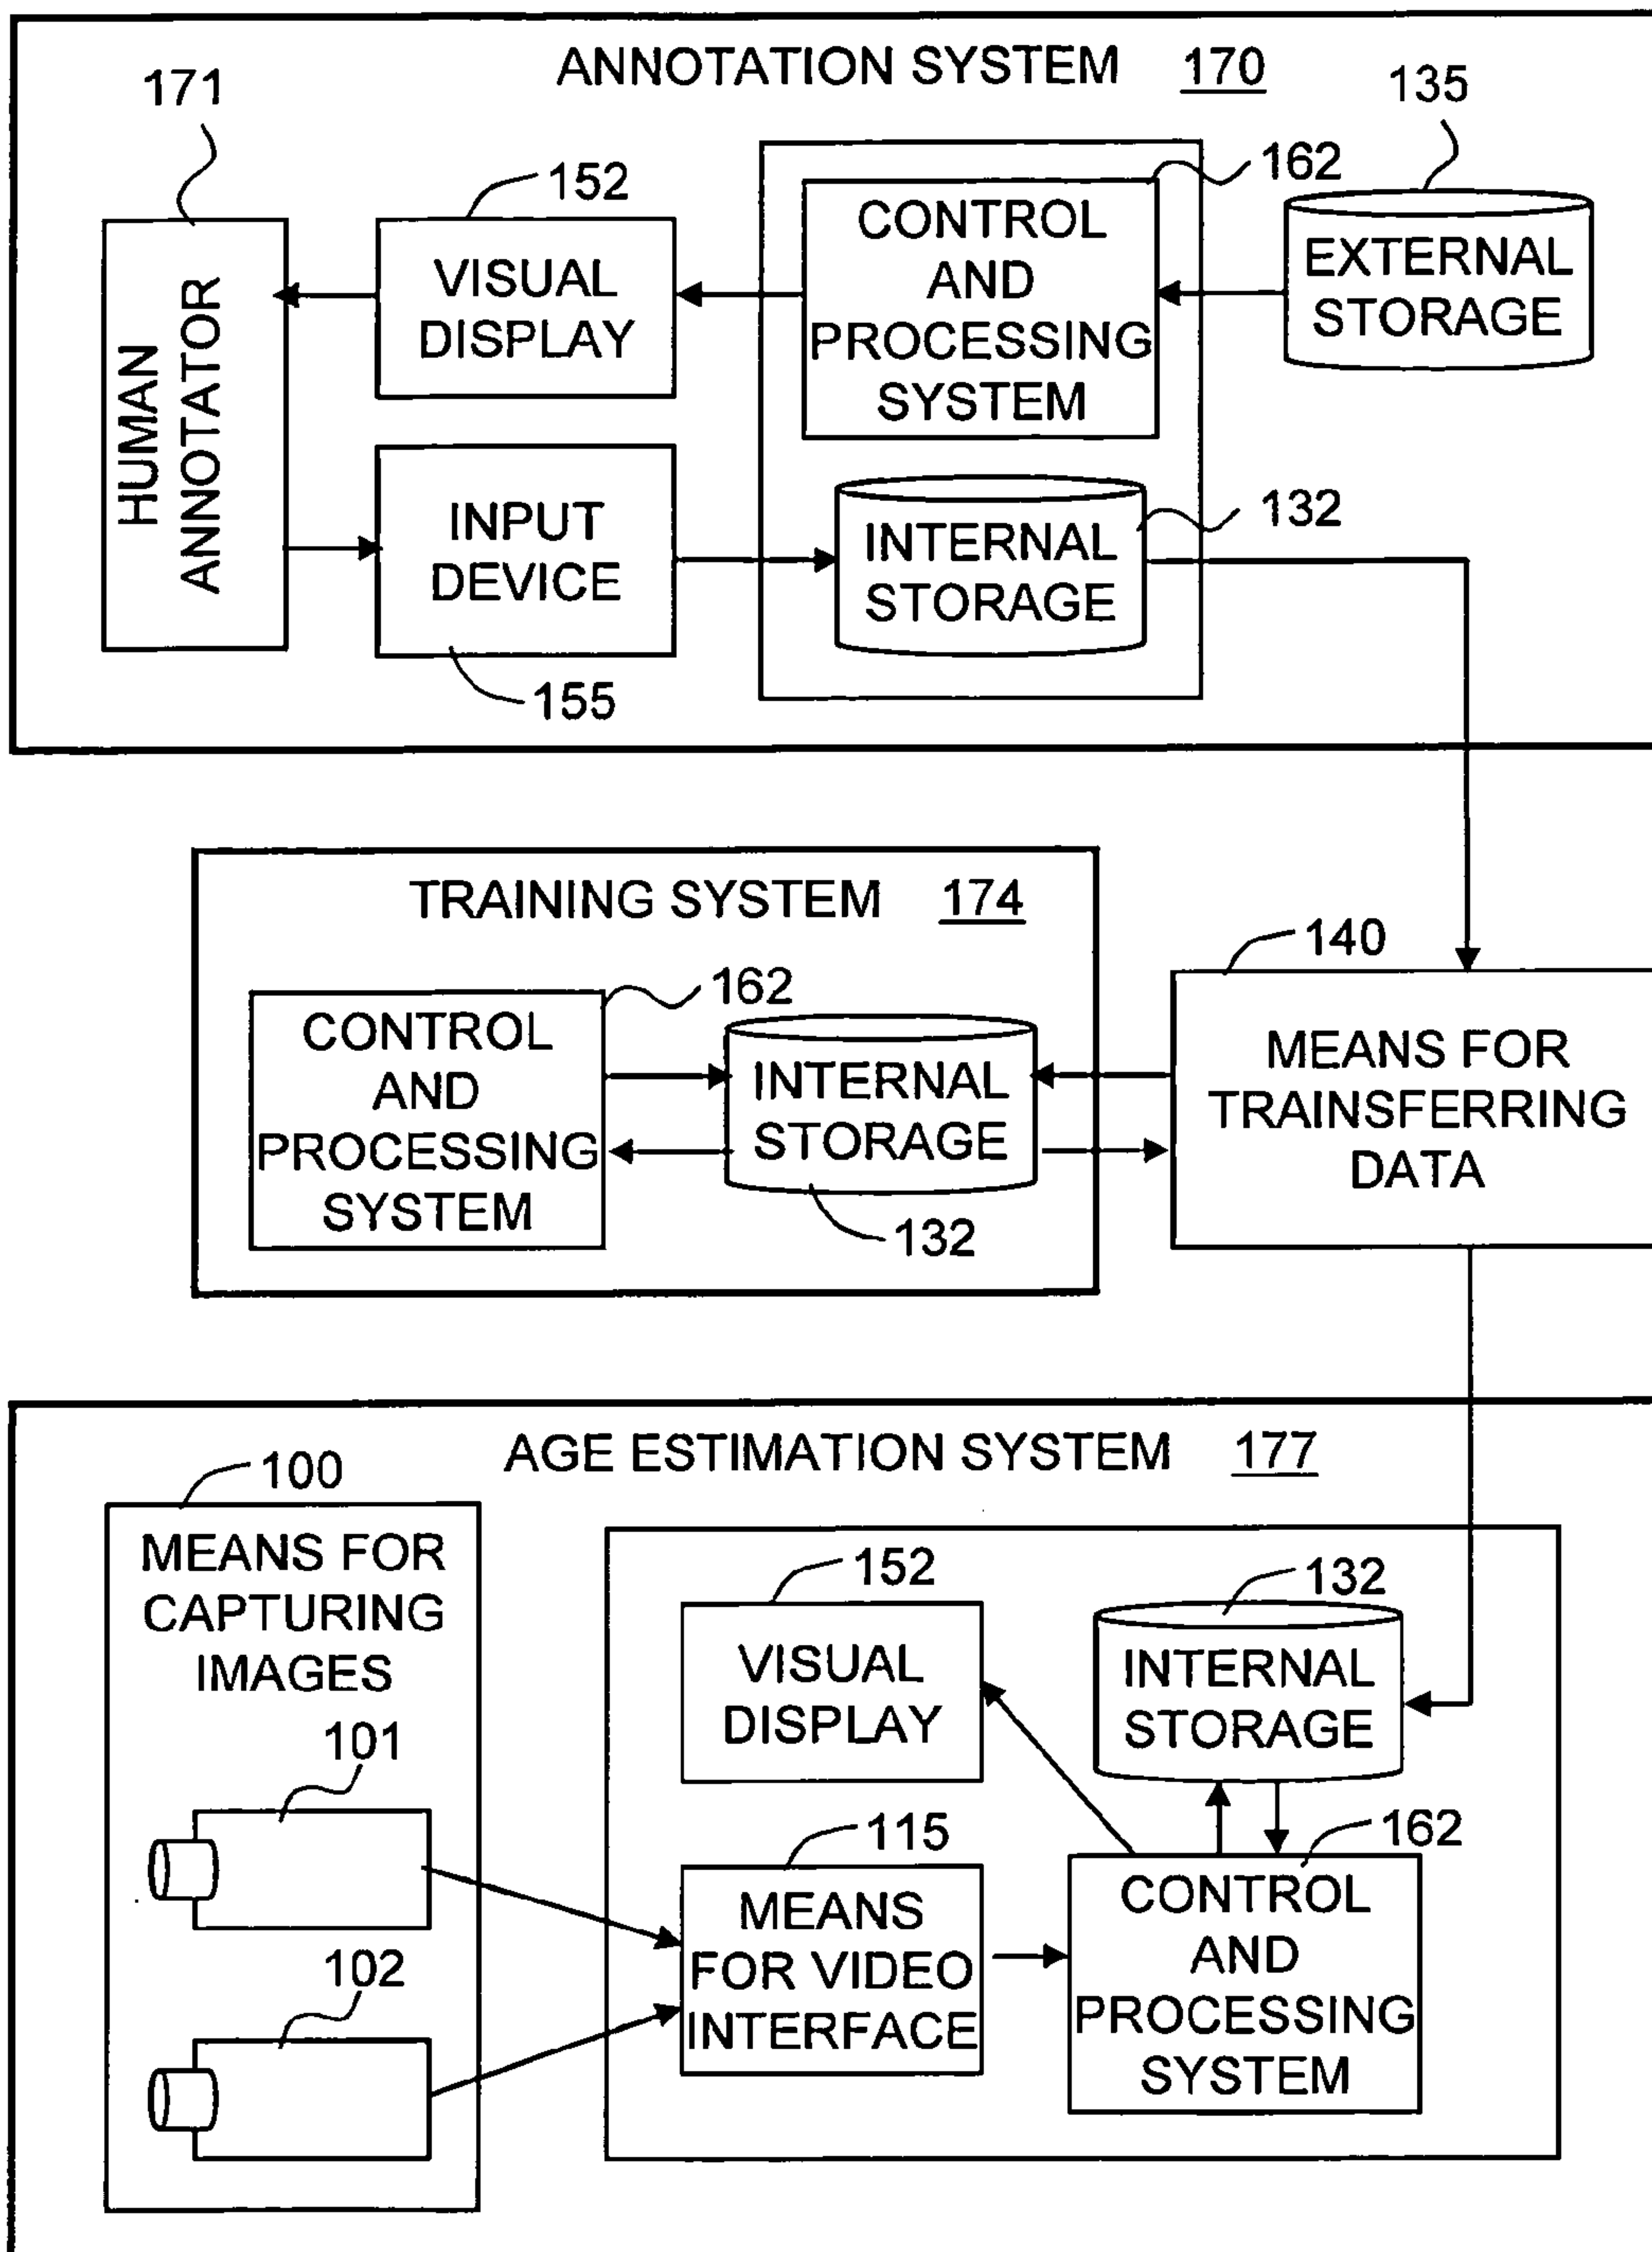 ANNOTATION SYSTEM 170
171
135
152
162
HUMAN
ANNOTATOR
VISUAL
DISPLAY
CONTROL
AND
PROCESSING
SYSTEM
EXTERNAL
STORAGE
INPUT
DEVICE
155
INTERNAL
STORAGE
132
TRAINING SYSTEM 174
162
CONTROL
AND
PROCESSING
SYSTEM
INTERNAL
STORAGE
132
140
MEANS FOR
TRAINSFERRING
DATA
AGE ESTIMATION SYSTEM 177
100
MEANS FOR
CAPTURING
IMAGES
101
102
152
VISUAL
DISPLAY
132
INTERNAL
STORAGE
115
MEANS
FOR VIDEO
INTERFACE
162
CONTROL
AND
PROCESSING
SYSTEM